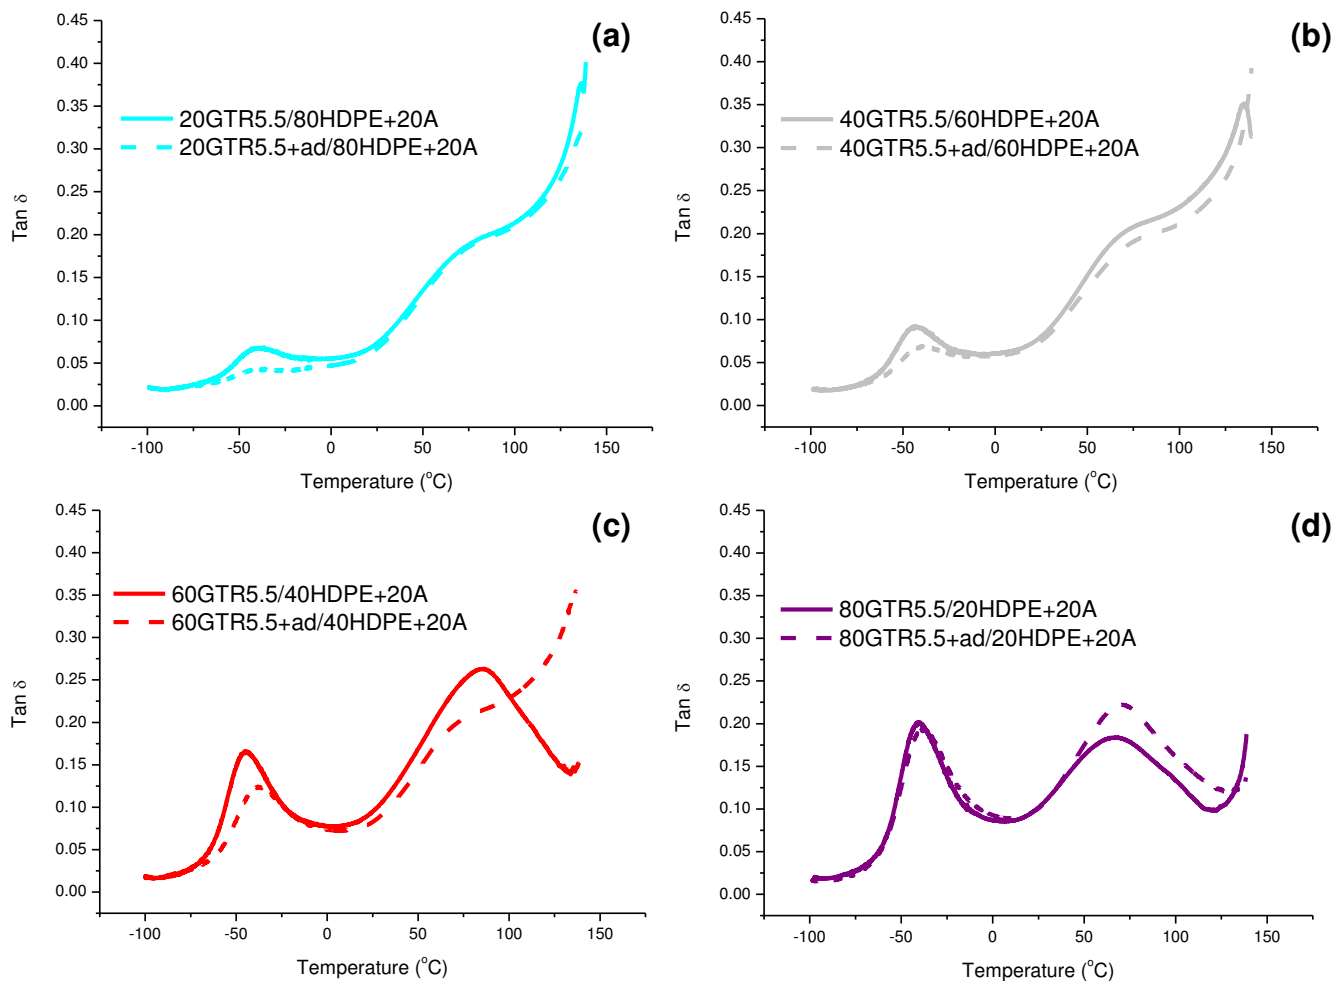 (a)
0.45
0.40
0.35
0.30
0.25
0.20
0.15
0.10
0.05
0.00
Tan δ
20GTR5.5/80HDPE+20A
20GTR5.5+ad/80HDPE+20A
-100 -50 0 50 100 150
Temperature (°C)
(b)
0.45
0.40
0.35
0.30
0.25
0.20
0.15
0.10
0.05
0.00
Tan δ
40GTR5.5/60HDPE+20A
40GTR5.5+ad/60HDPE+20A
-100 -50 0 50 100 150
Temperature (°C)
(c)
0.45
0.40
0.35
0.30
0.25
0.20
0.15
0.10
0.05
0.00
Tan δ
60GTR5.5/40HDPE+20A
60GTR5.5+ad/40HDPE+20A
-100 -50 0 50 100 150
Temperature (°C)
(d)
0.45
0.40
0.35
0.30
0.25
0.20
0.15
0.10
0.05
0.00
Tan δ
80GTR5.5/20HDPE+20A
80GTR5.5+ad/20HDPE+20A
-100 -50 0 50 100 150
Temperature (°C)